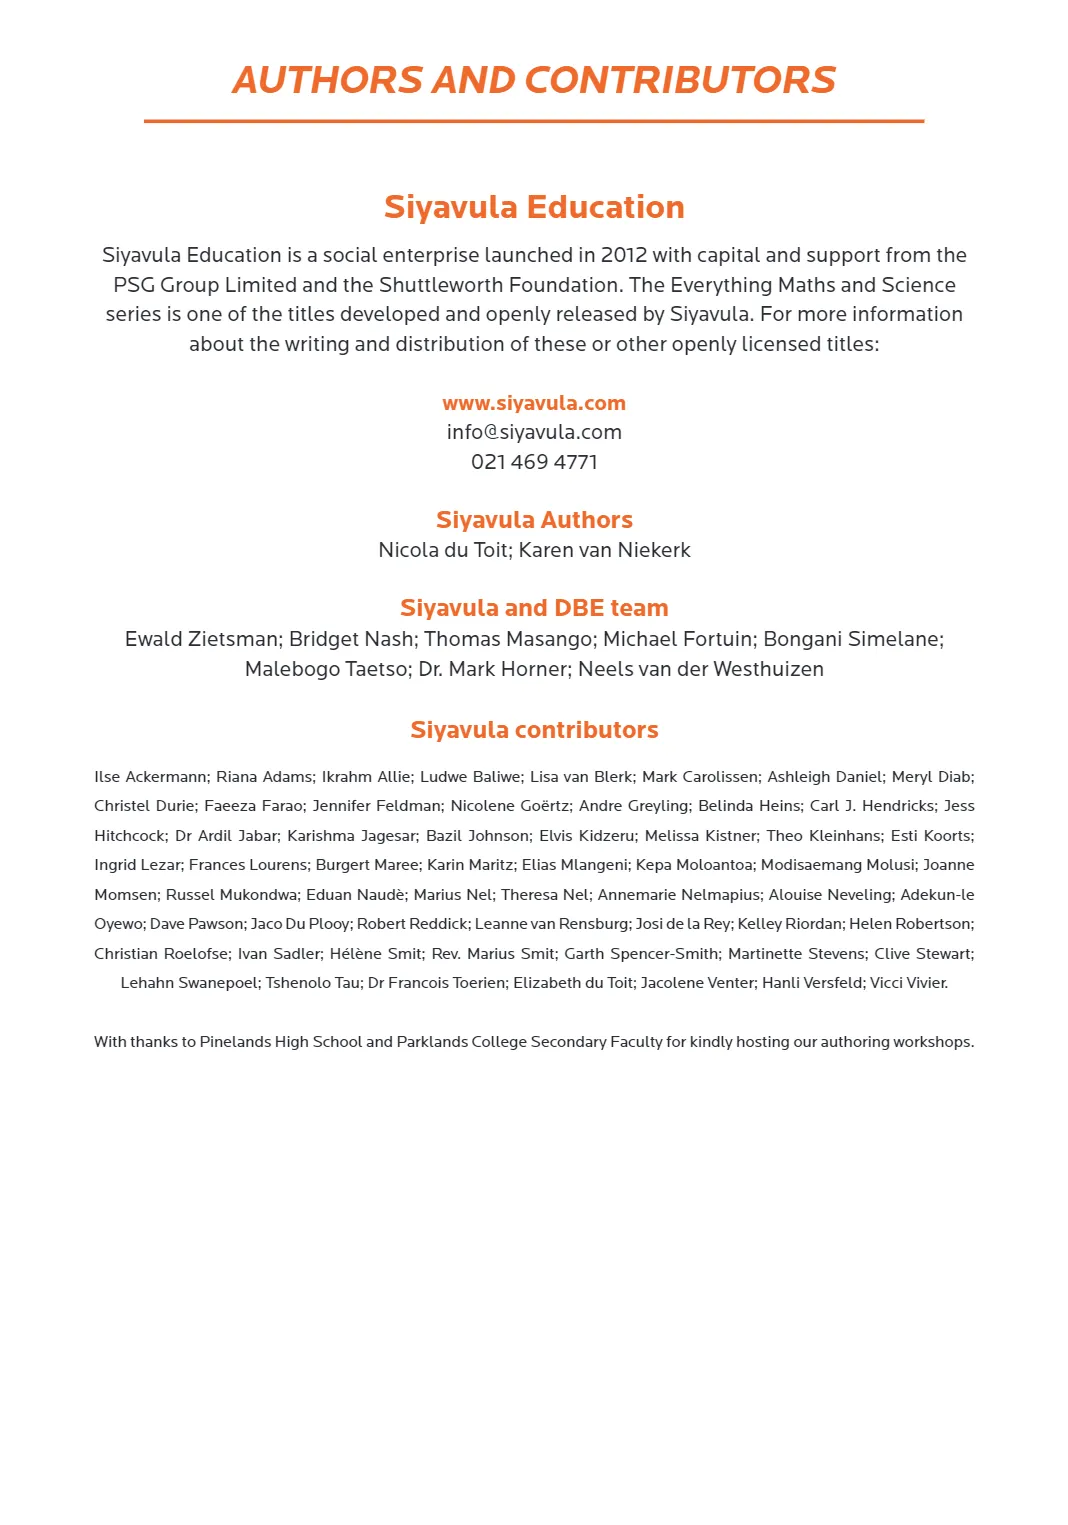 AUTHORS AND CONTRIBUTORS
Siyavula Education
Siyavula Education is a social enterprise launched in 2012 with capital and support from the
PSG Group Limited and the Shuttleworth Foundation. The Everything Maths and Science
series is one of the titles developed and openly released by Siyavula. For more information
about the writing and distribution of these or other openly licensed titles:
www.siyavula.com
info@siyavula.com
021 469 4771
Siyavula Authors
Nicola du Toit; Karen van Niekerk
Siyavula and DBE team
Ewald Zietsman; Bridget Nash; Thomas Masango; Michael Fortuin; Bongani Simelane;
Malebogo Taetso; Dr. Mark Horner; Neels van der Westhuizen
Siyavula contributors
Ilse Ackermann; Riana Adams; Ikrahm Allie; Ludwe Baliwe; Lisa van Blerk; Mark Carolissen; Ashleigh Daniel; Meryl Diab;
Christel Durie; Faeeza Farao; Jennifer Feldman; Nicolene Goërtz; Andre Greyling; Belinda Heins; Carl J. Hendricks; Jess
Hitchcock; Dr Ardil Jabar; Karishma Jagesar; Bazil Johnson; Elvis Kidzeru; Melissa Kistner; Theo Kleinhans; Esti Koorts;
Ingrid Lezar; Frances Lourens; Burgert Maree; Karin Maritz; Elias Mlangeni; Kepa Moloantoa; Modisaemang Molusi; Joanne
Momsen; Russel Mukondwa; Eduan Naudè; Marius Nel; Theresa Nel; Annemarie Nelmapius; Alouise Neveling; Adekun-le
Oyewo; Dave Pawson; Jaco Du Plooy; Robert Reddick; Leanne van Rensburg; Josi de la Rey; Kelley Riordan; Helen Robertson;
Christian Roelofse; Ivan Sadler; Hélène Smit; Rev. Marius Smit; Garth Spencer-Smith; Martinette Stevens; Clive Stewart;
Lehahn Swanepoel; Tshenolo Tau; Dr Francois Toerien; Elizabeth du Toit; Jacolene Venter; Hanli Versfeld; Vicci Vivier.
With thanks to Pinelands High School and Parklands College Secondary Faculty for kindly hosting our authoring workshops.